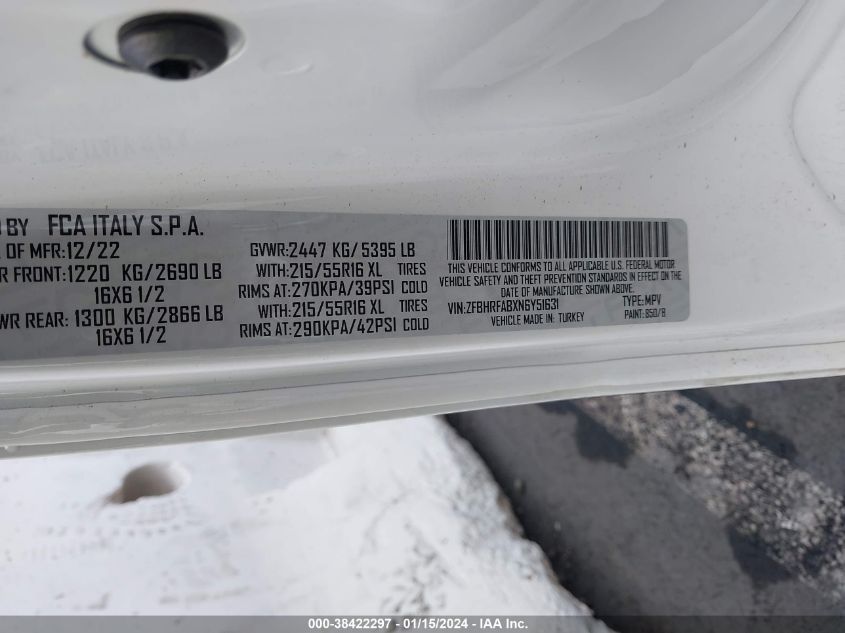 BY FCA ITALY S.P.A.
OF MFR:12/22
FRONT:1220 KG/2690 LB
16X6 1/2
WR REAR: 1300 KG/2866 LB
16X6 1/2
GVWR:2447 KG/5395 LB
WITH:215/55R16 XL TIRES
RIMS AT:270KPA/39PSI COLD
WITH:215/55R16 XL TIRES
RIMS AT:290KPA/42PSI COLD
THIS VEHICLE CONFORMS TO ALL APPLICABLE U.S. FEDERAL MOTOR
VEHICLE SAFETY AND THEFT PREVENTION STANDARDS IN EFFECT
ON THE DATE OF MANUFACTURE SHOWN ABOVE.
VIN:ZFBHRFABXN6Y51631 TYPE:MPV
VEHICLE MADE IN: TURKEY PAINT: 850/B
000-38422297 - 01/15/2024 - IAA Inc.